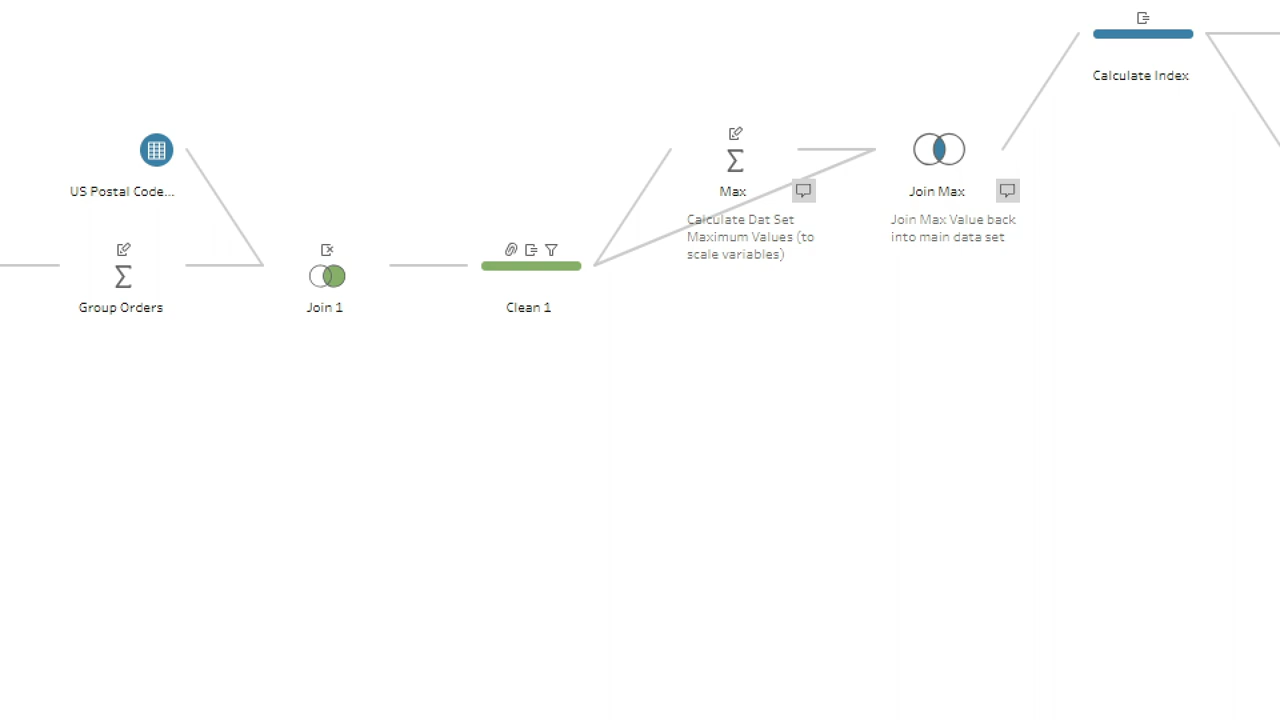 Calculate Index
US Postal Code...
Max
Join Max
Calculate Dat Set
Maximum Values (to
scale variables)
Join Max Value back
into main data set
Group Orders
Join 1
Clean 1